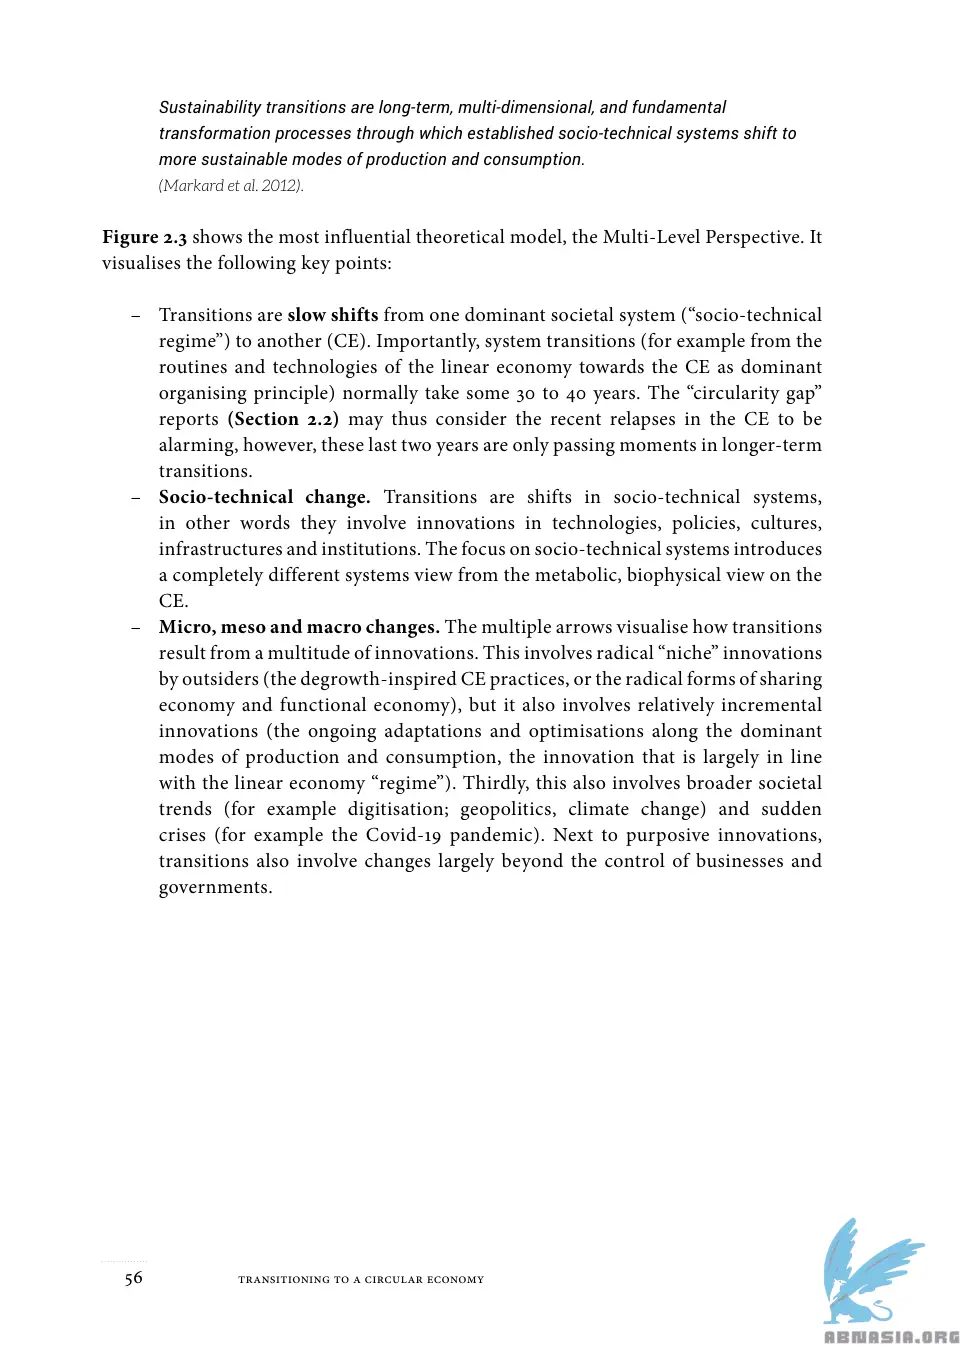 Sustainability transitions are long-term, multi-dimensional, and fundamental
transformation processes through which established socio-technical systems shift to
more sustainable modes of production and consumption.
(Markard et al. 2012).
Figure 2.3 shows the most influential theoretical model, the Multi-Level Perspective. It
visualises the following key points:
– Transitions are slow shifts from one dominant societal system (“socio-technical
regime”) to another (CE). Importantly, system transitions (for example from the
routines and technologies of the linear economy towards the CE as dominant
organising principle) normally take some 30 to 40 years. The “circularity gap”
reports (Section 2.2) may thus consider the recent relapses in the CE to be
alarming, however, these last two years are only passing moments in longer-term
transitions.
– Socio-technical change. Transitions are shifts in socio-technical systems,
in other words they involve innovations in technologies, policies, cultures,
infrastructures and institutions. The focus on socio-technical systems introduces
a completely different systems view from the metabolic, biophysical view on the
CE.
– Micro, meso and macro changes. The multiple arrows visualise how transitions
result from a multitude of innovations. This involves radical “niche” innovations
by outsiders (the degrowth-inspired CE practices, or the radical forms of sharing
economy and functional economy), but it also involves relatively incremental
innovations (the ongoing adaptations and optimisations along the dominant
modes of production and consumption, the innovation that is largely in line
with the linear economy “regime”). Thirdly, this also involves broader societal
trends (for example digitisation; geopolitics, climate change) and sudden
crises (for example the Covid-19 pandemic). Next to purposive innovations,
transitions also involve changes largely beyond the control of businesses and
governments.
56 TRANSITIONING TO A CIRCULAR ECONOMY
ABNASIA.ORG